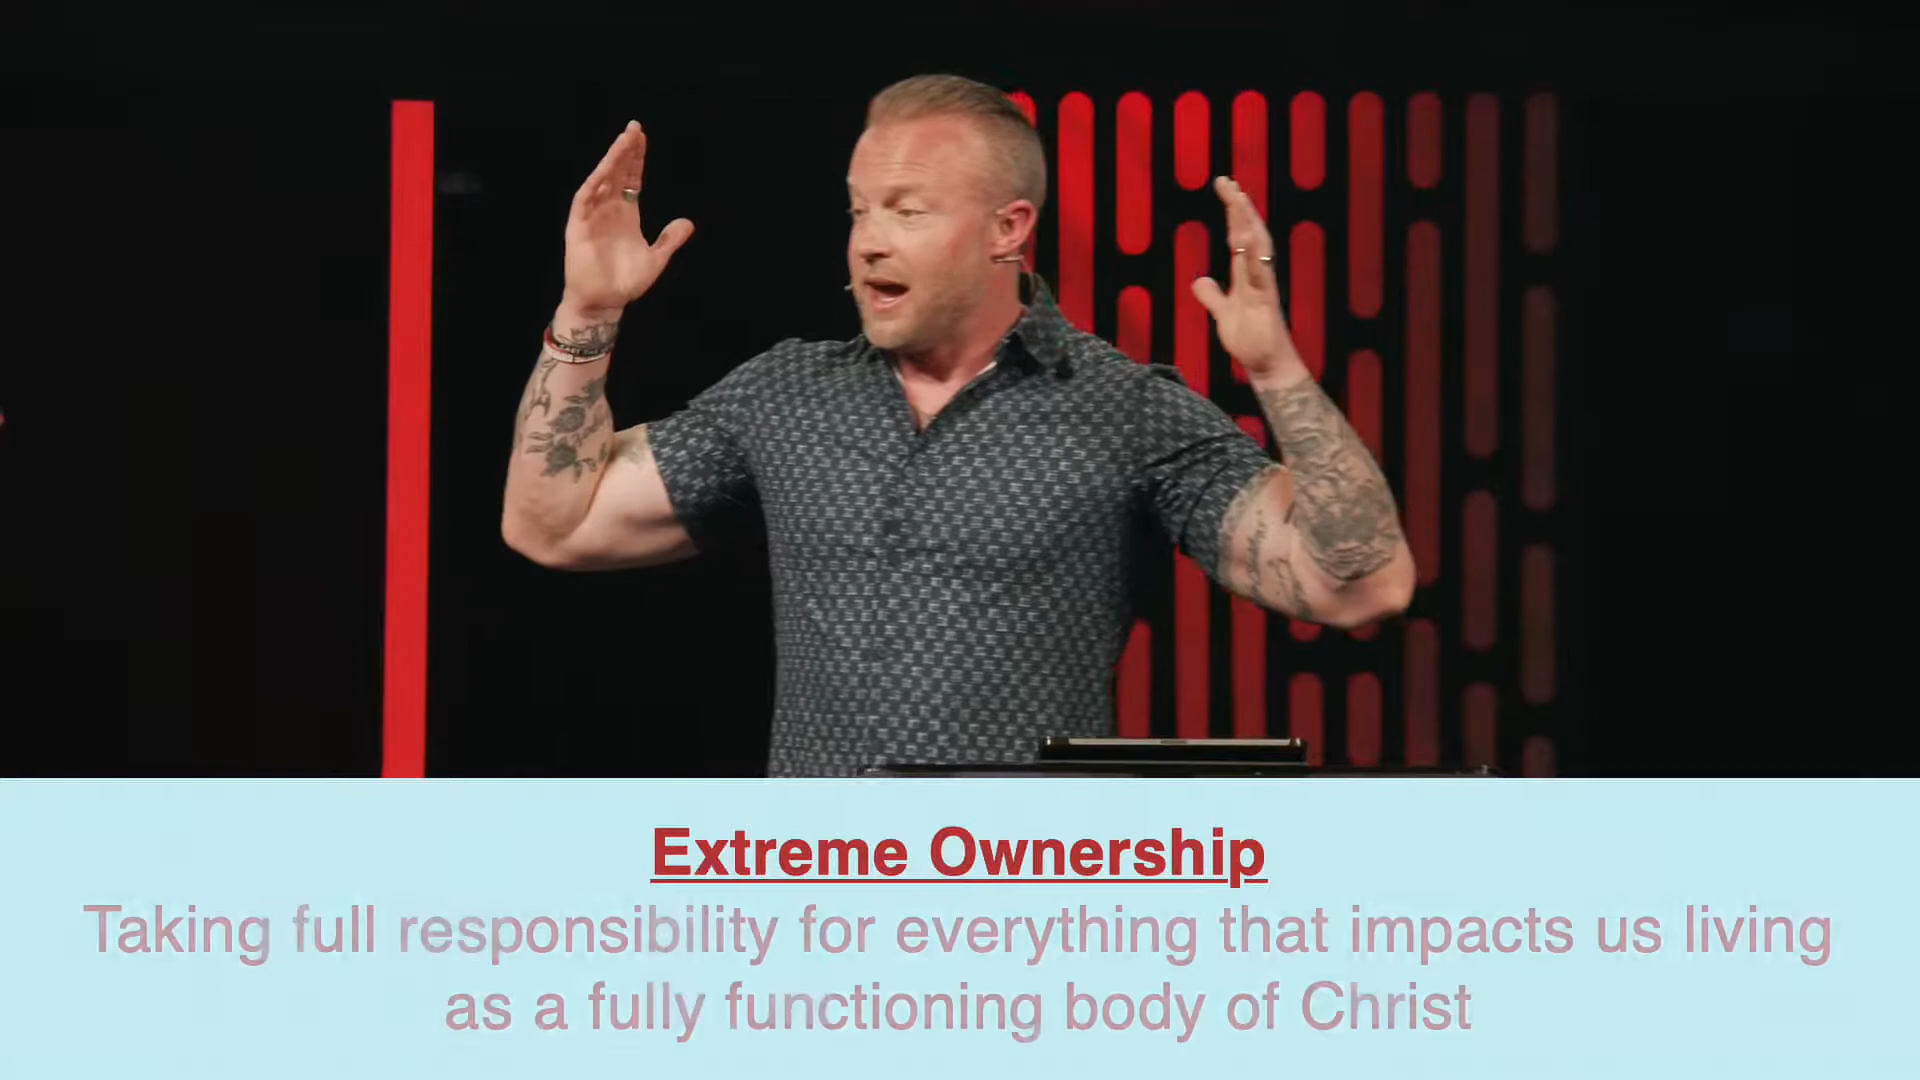 Extreme Ownership
Taking full responsibility for everything that impacts us living
as a fully functioning body of Christ